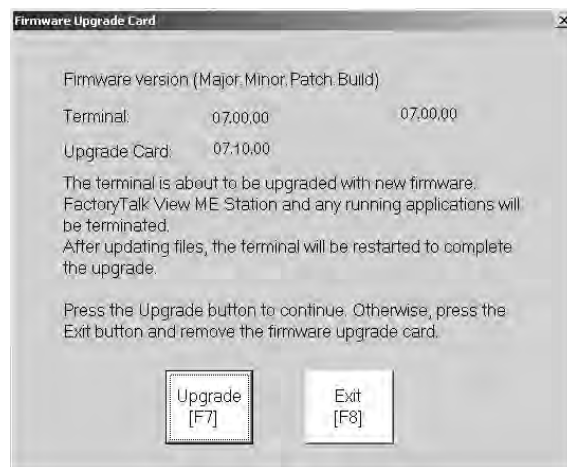 Firmware Upgrade Card
Firmware version (Major.Minor.Patch.Build)
Terminal: 07.00.00 07.00.00
Upgrade Card: 07.10.00
The terminal is about to be upgraded with new firmware.
FactoryTalk View ME Station and any running applications will
be terminated.
After updating files, the terminal will be restarted to complete
the upgrade.
Press the Upgrade button to continue. Otherwise, press the
Exit button and remove the firmware upgrade card.
Upgrade
[F7]
Exit
[F8]